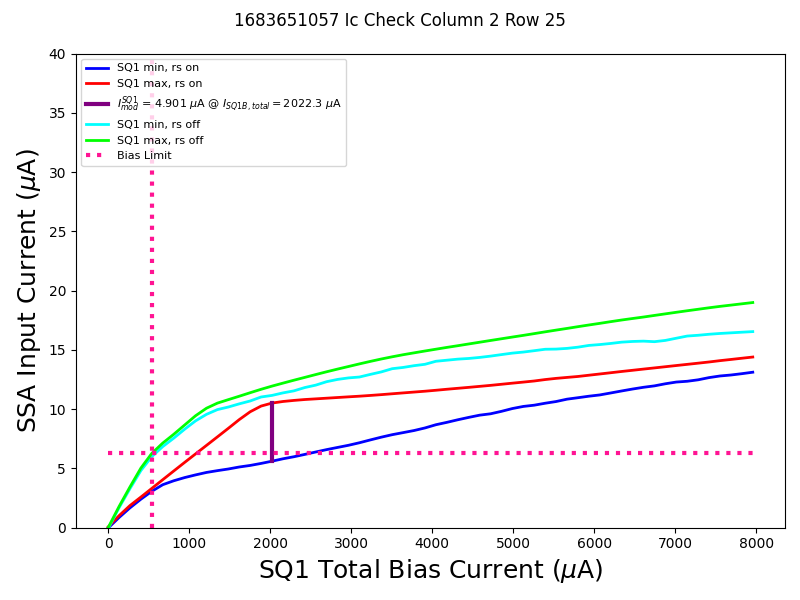 1683651057 Ic Check Column 2 Row 25
SSA Input Current (μA)
40
35
30
25
20
15
10
5
0
SQ1 min, rs on
SQ1 max, rs on
I^{SQ1}_{mod} = 4.901 μA @ I_{SQ1B, total} = 2022.3 μA
SQ1 min, rs off
SQ1 max, rs off
Bias Limit
0 1000 2000 3000 4000 5000 6000 7000 8000
SQ1 Total Bias Current (μA)